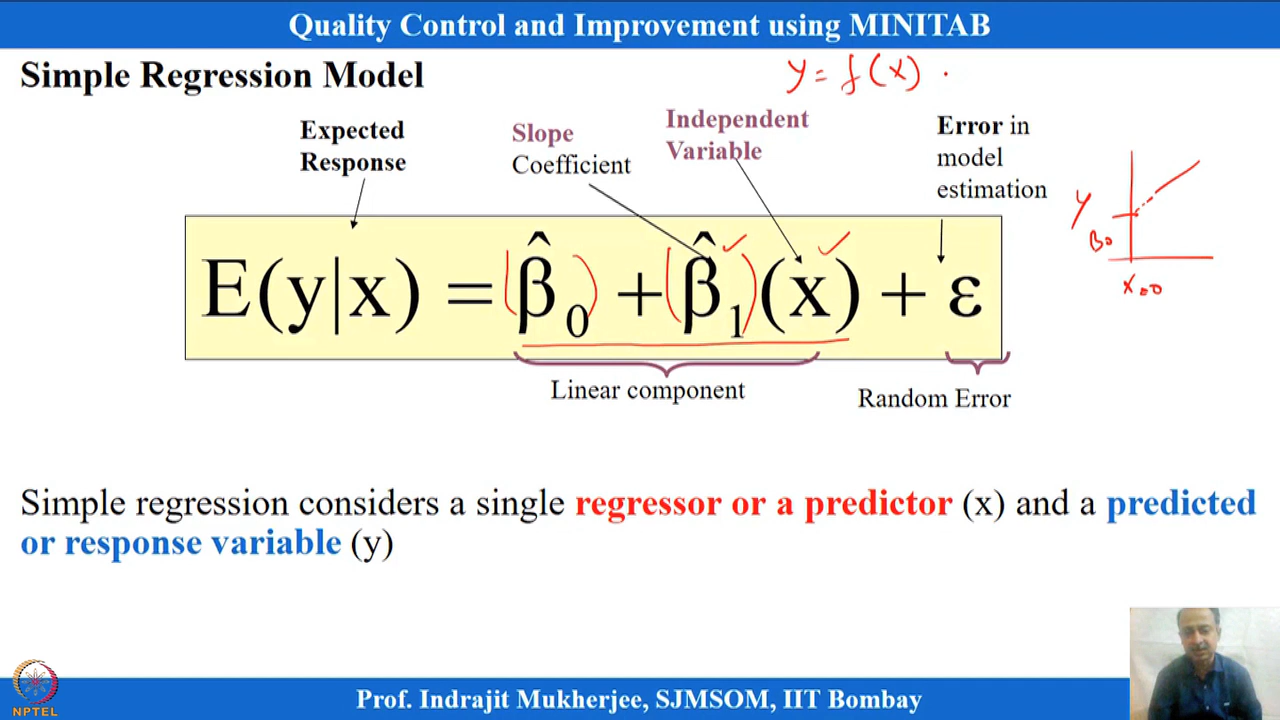 Quality Control and Improvement using MINITAB
Simple Regression Model
y = f(x) .
Expected
Response
Slope
Coefficient
Independent
Variable
Error in
model
estimation
y
β0
x=0
E(y|x) = (β̂₀) + (β̂₁)(x) + ε
Linear component
Random Error
Simple regression considers a single regressor or a predictor (x) and a predicted
or response variable (y)
NPTEL
Prof. Indrajit Mukherjee, SJMSOM, IIT Bombay